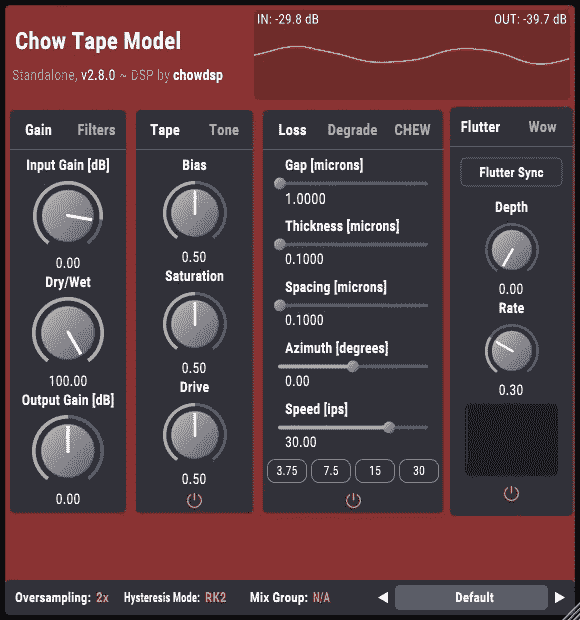 IN: -29.8 dB
OUT: -39.7 dB
Chow Tape Model
Standalone, v2.8.0 ~ DSP by chowdsp
Gain Filters
Input Gain [dB]
0.00
Dry/Wet
100.00
Output Gain [dB]
0.00
Tape Tone
Bias
0.50
Saturation
0.50
Drive
0.50
Loss Degrade CHEW
Gap [microns]
1.0000
Thickness [microns]
0.1000
Spacing [microns]
0.1000
Azimuth [degrees]
0.00
Speed [ips]
30.00
3.75 7.5 15 30
Flutter Wow
Flutter Sync
Depth
0.00
Rate
0.30
Oversampling: 2x Hysteresis Mode: RK2 Mix Group: N/A Default